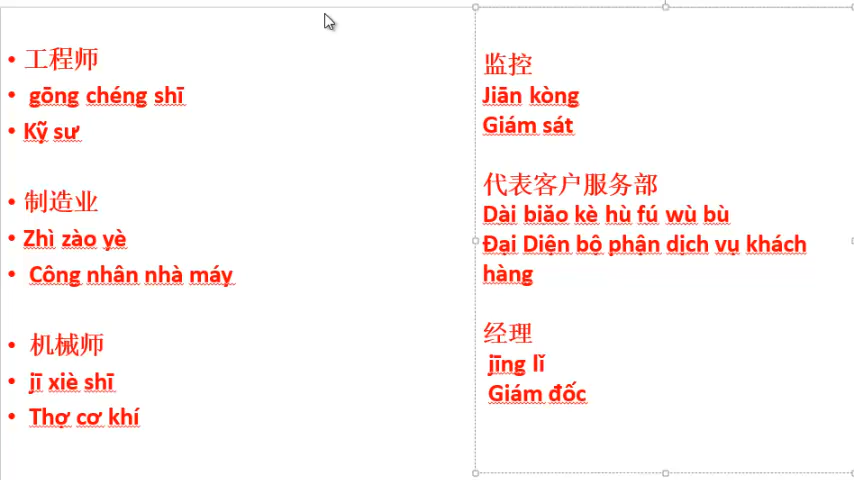 工程师
gōng chéng shī
Kỹ sư
制造业
Zhì zào yè
Công nhân nhà máy
机械师
jī xiè shī
Thợ cơ khí
监控
Jiān kòng
Giám sát
代表客户服务部
Dài biǎo kè hù fú wù bù
Đại Diện bộ phận dịch vụ khách
hàng
经理
jīng lǐ
Giám đốc